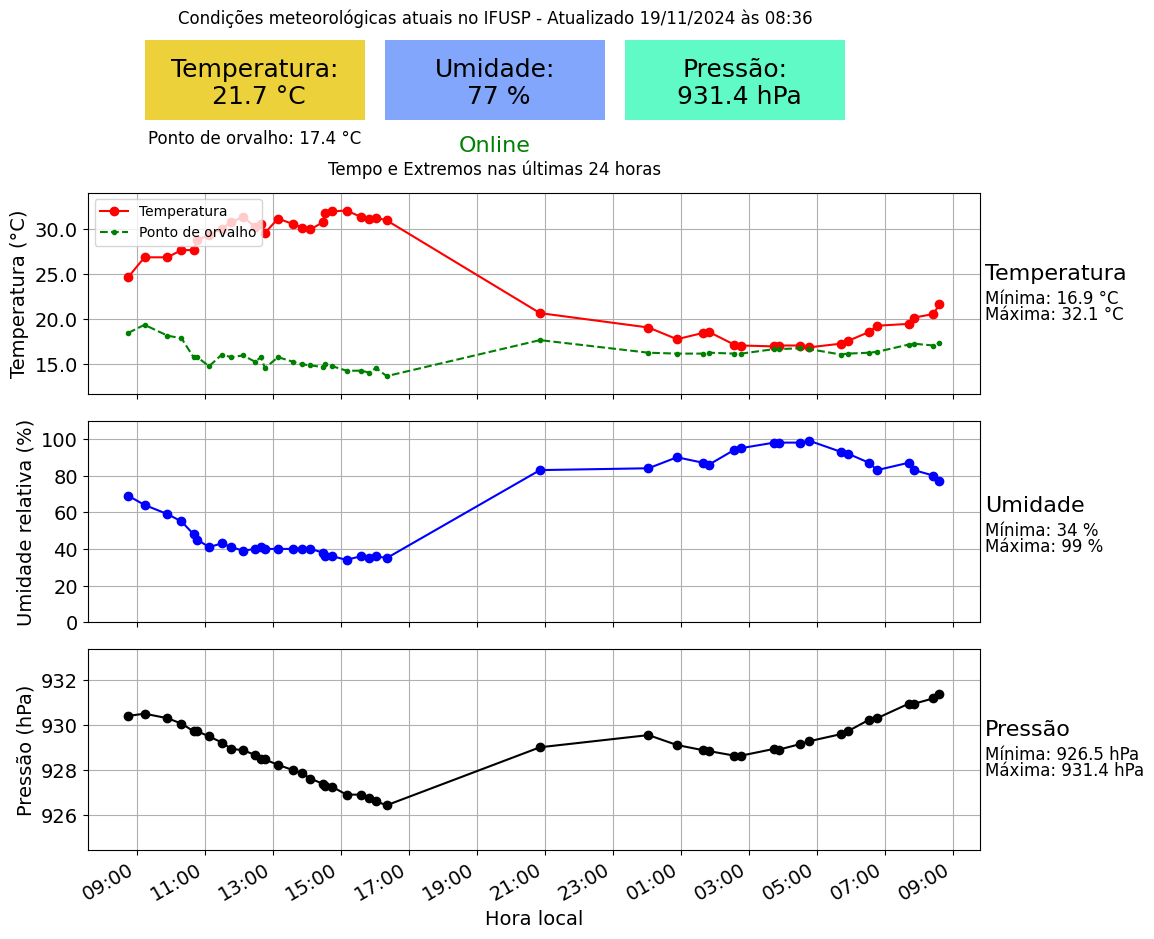 Condições meteorológicas atuais no IFUSP - Atualizado 19/11/2024 às 08:36
Temperatura:
21.7 °C
Umidade:
77 %
Pressão:
931.4 hPa
Ponto de orvalho: 17.4 °C
Online
Tempo e Extremos nas últimas 24 horas
Temperatura
Ponto de orvalho
Temperatura (°C)
30.0
25.0
20.0
15.0
Temperatura
Mínima: 16.9 °C
Máxima: 32.1 °C
Umidade relativa (%)
100
80
60
40
20
0
Umidade
Mínima: 34 %
Máxima: 99 %
Pressão (hPa)
932
930
928
926
Pressão
Mínima: 926.5 hPa
Máxima: 931.4 hPa
09:00 11:00 13:00 15:00 17:00 19:00 21:00 23:00 01:00 03:00 05:00 07:00 09:00
Hora local